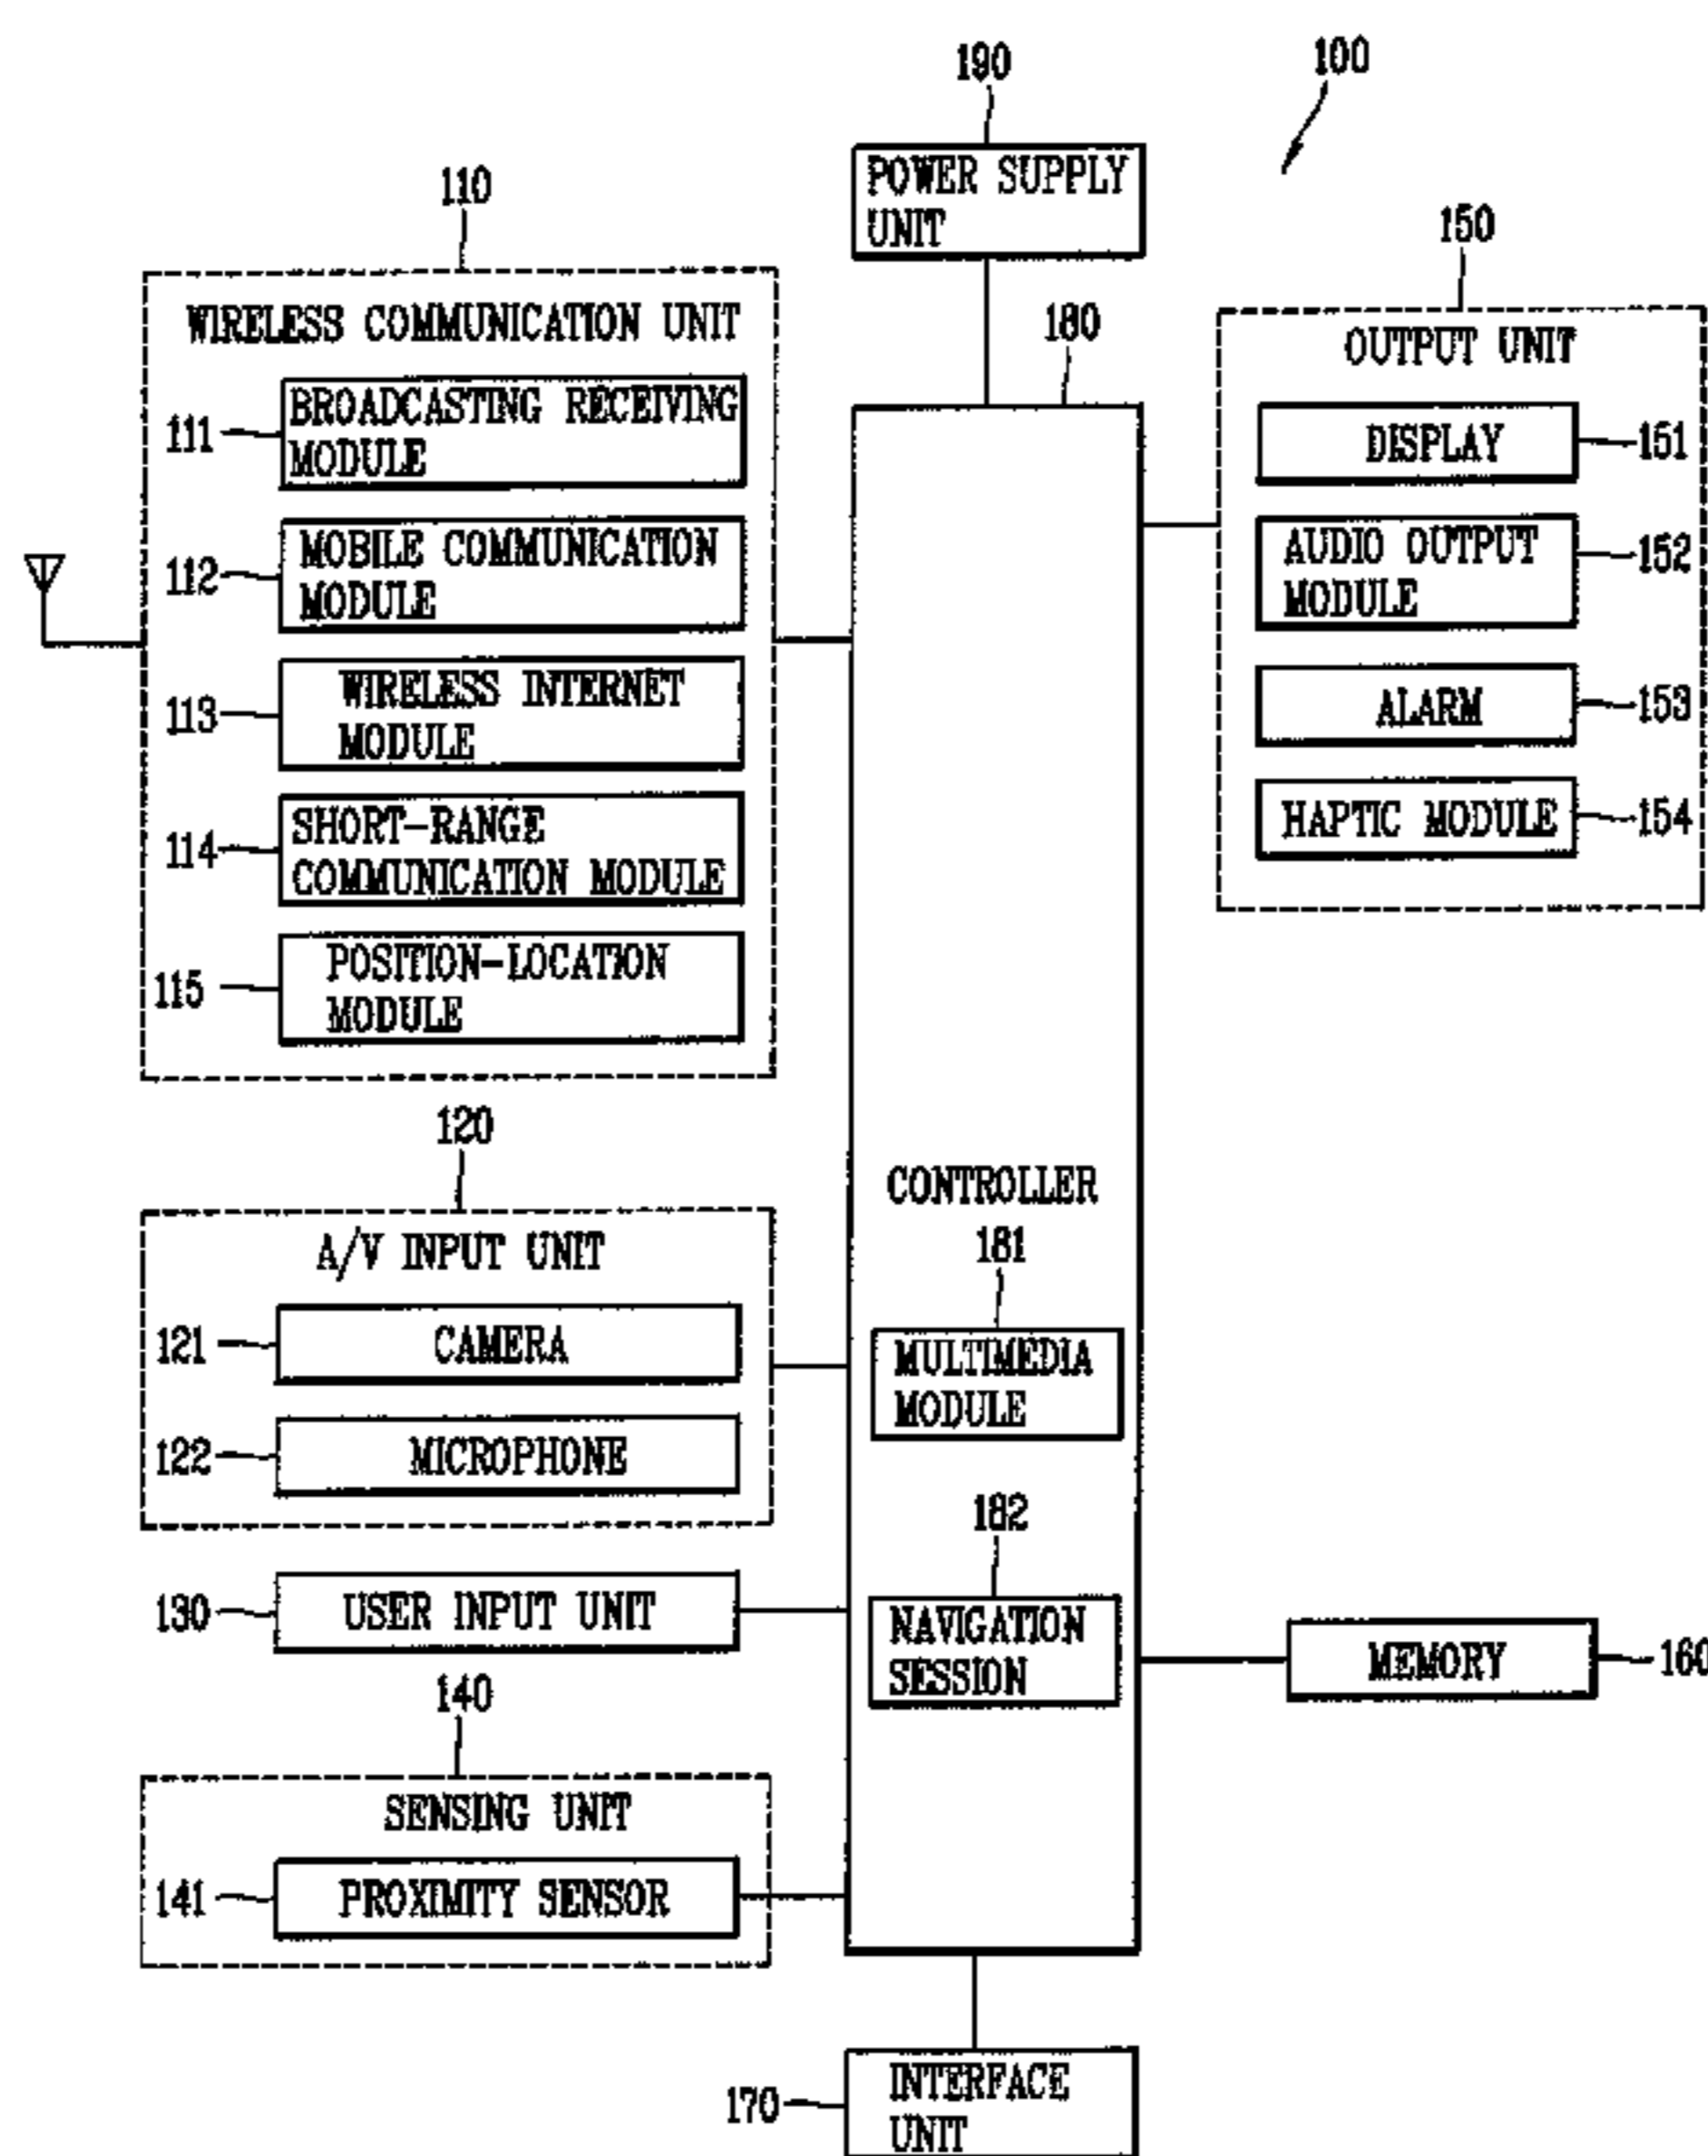 190
100
POWER SUPPLY
UNIT
110
150
WIRELESS COMMUNICATION UNIT
180
OUTPUT UNIT
BROADCASTING RECEIVING
MODULE
111
DISPLAY
151
MOBILE COMMUNICATION
MODULE
112
AUDIO OUTPUT
MODULE
152
WIRELESS INTERNET
MODULE
113
ALARM
153
SHORT-RANGE
COMMUNICATION MODULE
114
HAPTIC MODULE
154
POSITION-LOCATION
MODULE
115
120
CONTROLLER
A/V INPUT UNIT
181
121
CAMERA
MULTIMEDIA
MODULE
122
MICROPHONE
182
130
USER INPUT UNIT
NAVIGATION
SESSION
MEMORY
160
140
SENSING UNIT
141
PROXIMITY SENSOR
170
INTERFACE
UNIT